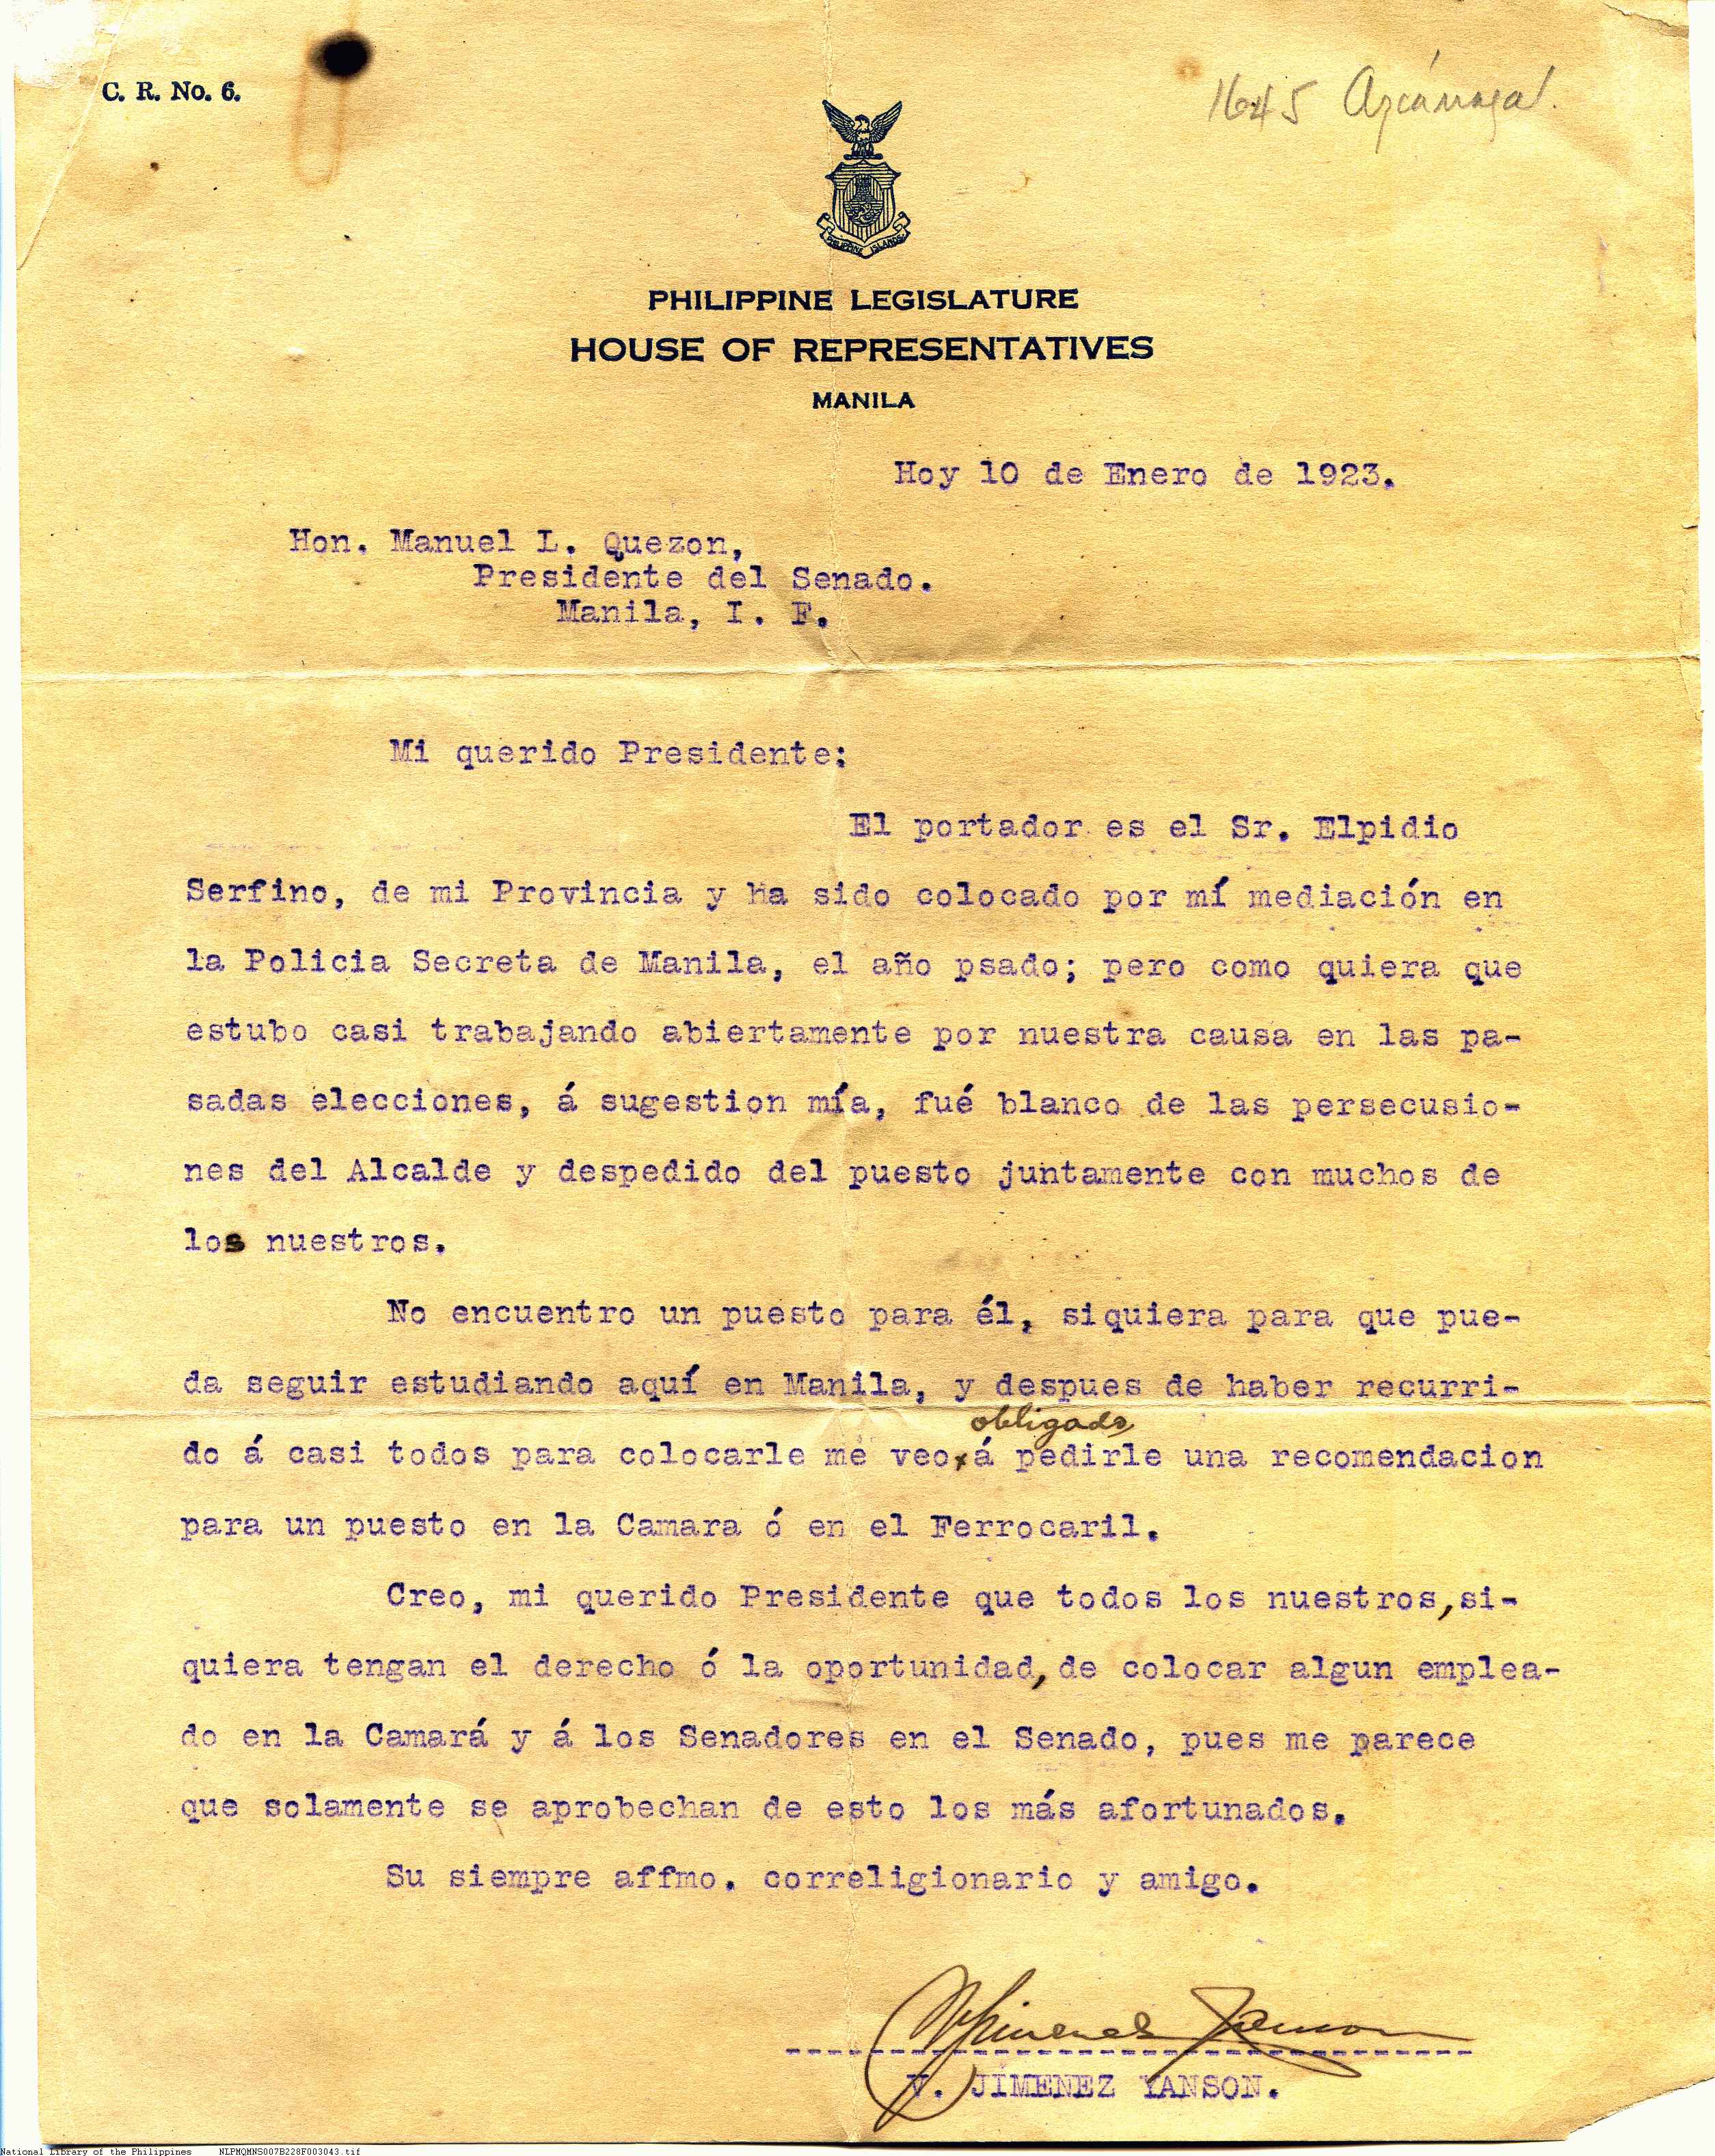 C. R. No. 6.
1645 Azcárraga.
PHILIPPINE ISLANDS
PHILIPPINE LEGISLATURE
HOUSE OF REPRESENTATIVES
MANILA
Hoy 10 de Enero de 1923.
Hon. Manuel L. Quezon,
Presidente del Senado.
Manila, I. F.
Mi querido Presidente:
El portador es el Sr. Elpidio
Serfino, de mi Provincia y ha sido colocado por mí mediación en
la Policia Secreta de Manila, el año psado; pero como quiera que
estubo casi trabajando abiertamente por nuestra causa en las pa-
sadas elecciones, á sugestion mía, fué blanco de las persecusio-
nes del Alcalde y despedido del puesto juntamente con muchos de
los nuestros.
No encuentro un puesto para él, siquiera para que pue-
da seguir estudiando aquí en Manila, y despues de haber recurri-
obligado
do á casi todos para colocarle me veo á pedirle una recomendacion
para un puesto en la Camara ó en el Ferrocaril.
Creo, mi querido Presidente que todos los nuestros, si-
quiera tengan el derecho ó la oportunidad, de colocar algun emplea-
do en la Camará y á los Senadores en el Senado, pues me parece
que solamente se aprobechan de esto los más afortunados.
Su siempre affmo. correligionario y amigo.
V Jimenez Yanson
V. JIMENEZ YANSON.
National Library of the Philippines NLPMQMNS007B228F003043.tif